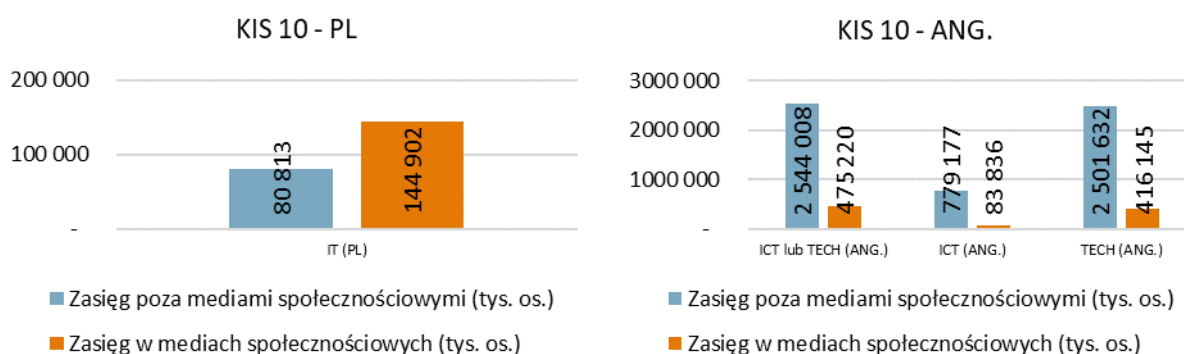 KIS 10 - PL
200 000
100 000
-
80 813
144 902
IT (PL)
Zasięg poza mediami społecznościowymi (tys. os.)
Zasięg w mediach społecznościowych (tys. os.)
KIS 10 - ANG.
3000 000
2000 000
1000 000
-
2 544 008
475 220
779 177
83 836
2 501 632
416 145
ICT lub TECH (ANG.)
ICT (ANG.)
TECH (ANG.)
Zasięg poza mediami społecznościowymi (tys. os.)
Zasięg w mediach społecznościowych (tys. os.)